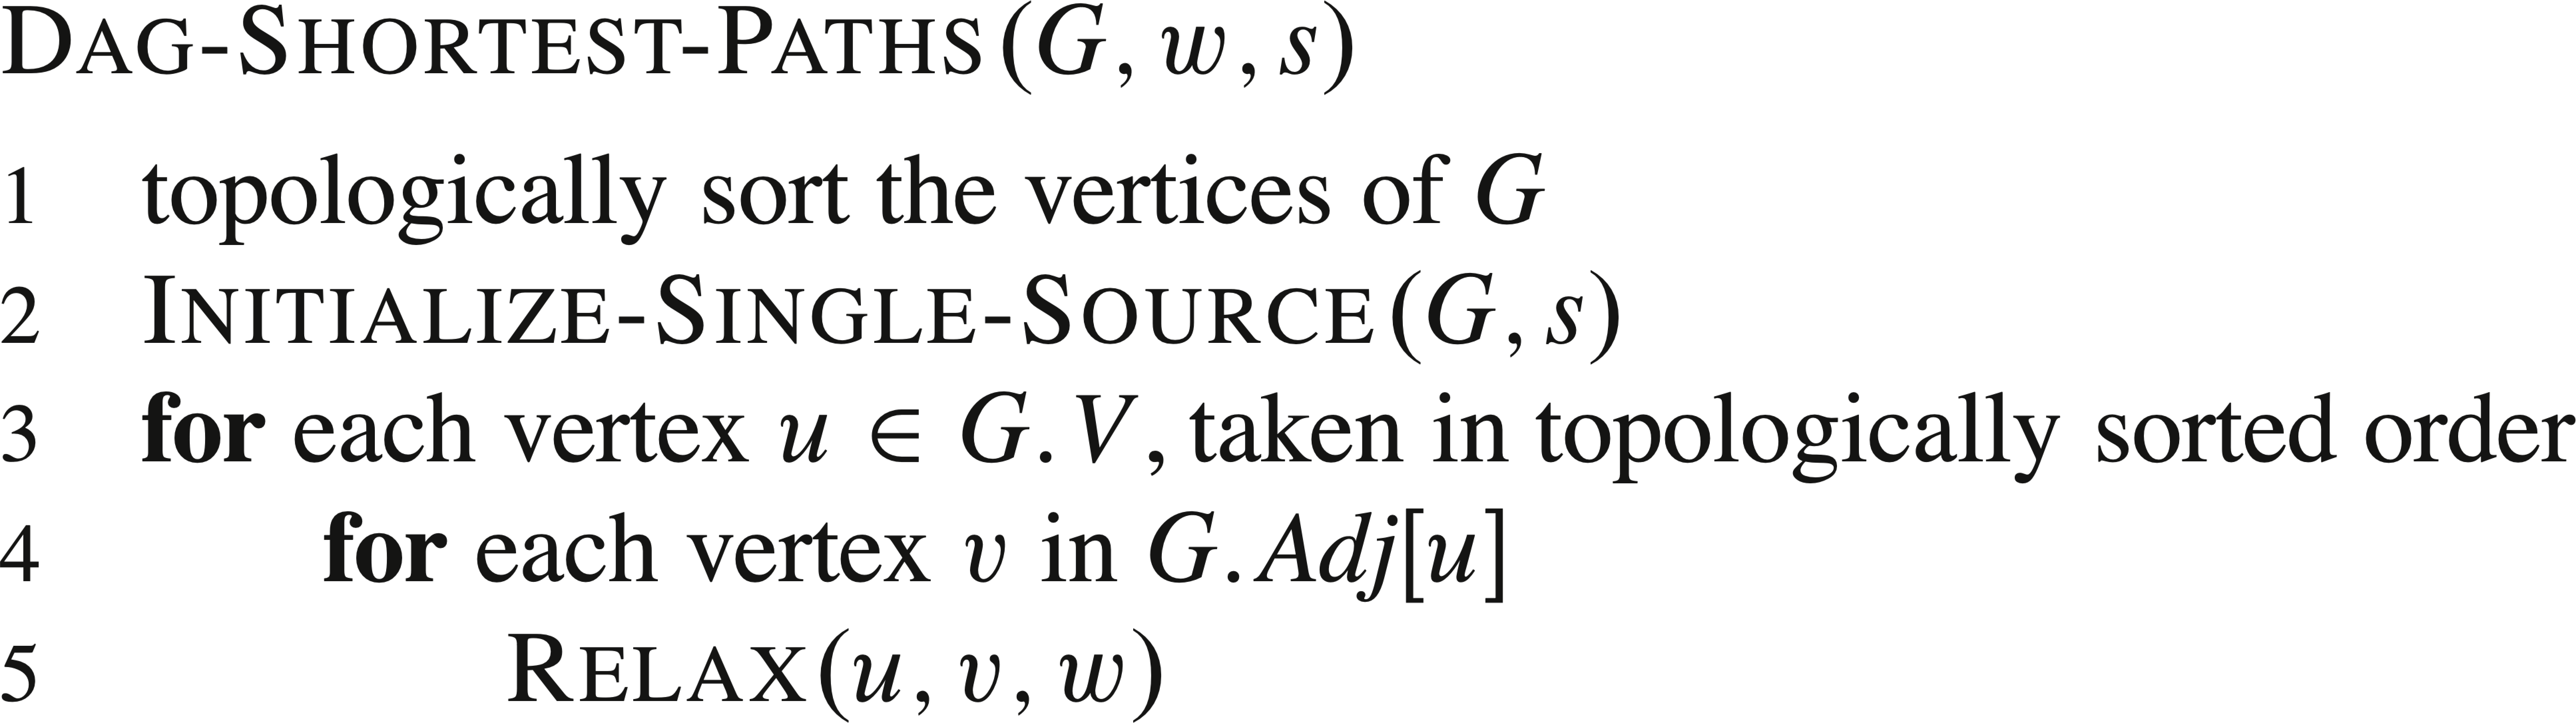 DAG-SHORTEST-PATHS(G, w, s)
1 topologically sort the vertices of G
2 INITIALIZE-SINGLE-SOURCE(G, s)
3 for each vertex u ∈ G.V, taken in topologically sorted order
4 for each vertex v in G.Adj[u]
5 RELAX(u, v, w)